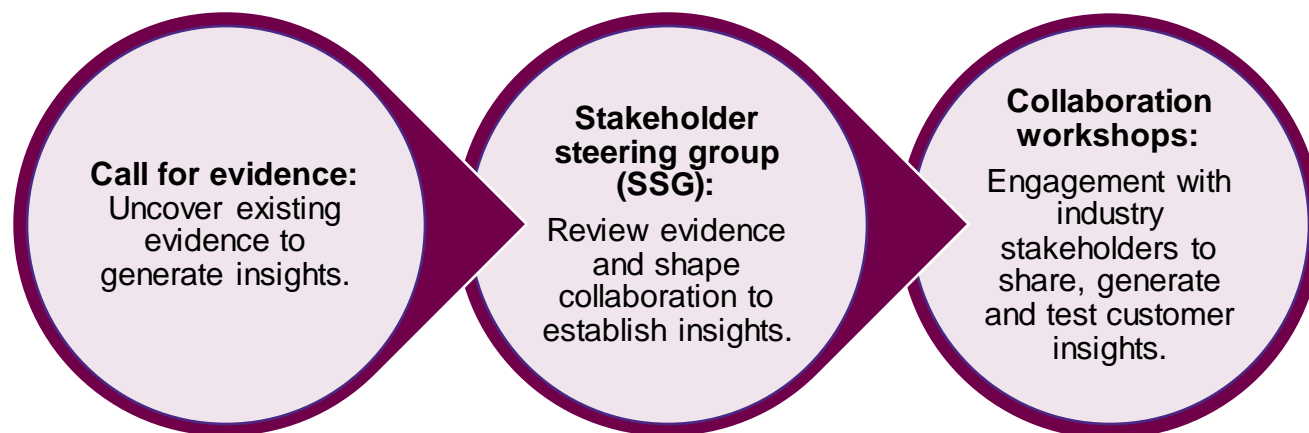 Call for evidence:
Uncover existing
evidence to
generate insights.
Stakeholder
steering group
(SSG):
Review evidence
and shape
collaboration to
establish insights.
Collaboration
workshops:
Engagement with
industry
stakeholders to
share, generate
and test customer
insights.